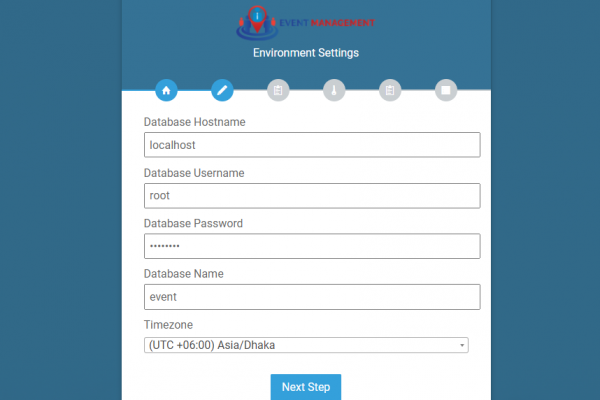 EVENT MANAGEMENT
Environment Settings
Database Hostname
localhost
Database Username
root
Database Password
••••••••
Database Name
event
Timezone
(UTC +06:00) Asia/Dhaka
Next Step